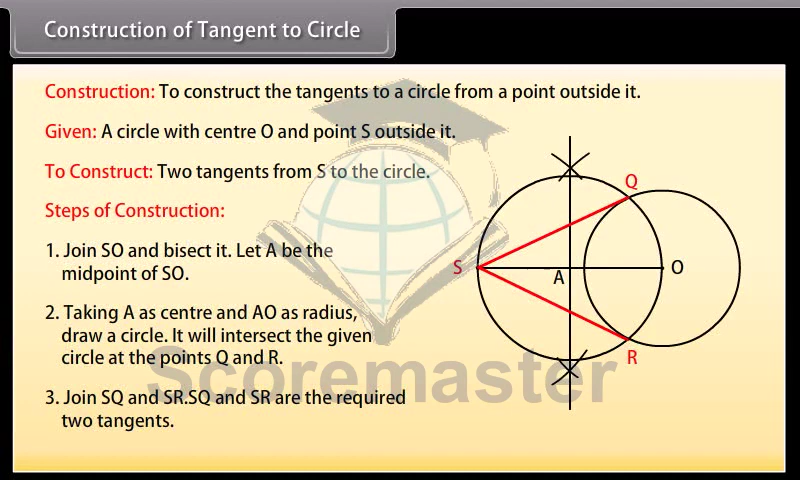 Construction of Tangent to Circle
Construction: To construct the tangents to a circle from a point outside it.
Given: A circle with centre O and point S outside it.
To Construct: Two tangents from S to the circle.
Steps of Construction:
1. Join SO and bisect it. Let A be the
midpoint of SO.
2. Taking A as centre and AO as radius,
draw a circle. It will intersect the given
circle at the points Q and R.
3. Join SQ and SR.SQ and SR are the required
two tangents.
Q
S
A
O
R
Scoremaster